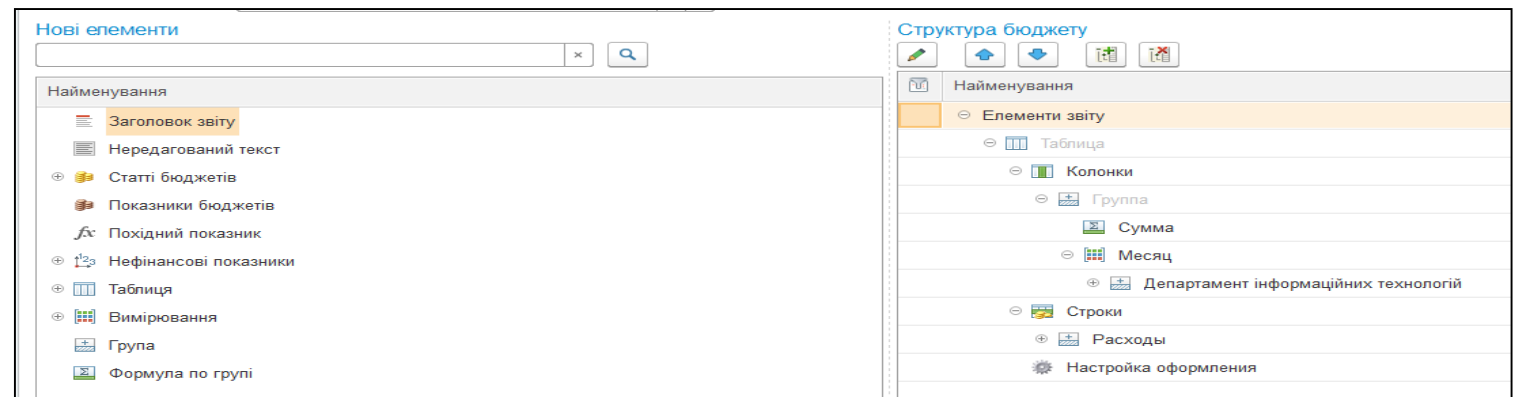 Нові елементи
Найменування
Заголовок звіту
Нередагований текст
Статті бюджетів
Показники бюджетів
fx Похідний показник
Нефінансові показники
Таблиця
Вимірювання
Група
Формула по групі
Структура бюджету
Найменування
Елементи звіту
Таблица
Колонки
Группа
Сумма
Месяц
Департамент інформаційних технологій
Строки
Расходы
Настройка оформления